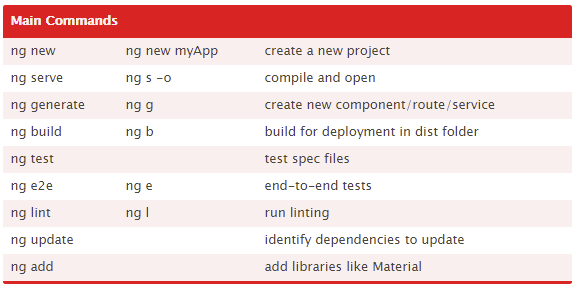 Main Commands
ng new ng new myApp create a new project
ng serve ng s -o compile and open
ng generate ng g create new component/route/service
ng build ng b build for deployment in dist folder
ng test test spec files
ng e2e ng e end-to-end tests
ng lint ng l run linting
ng update identify dependencies to update
ng add add libraries like Material